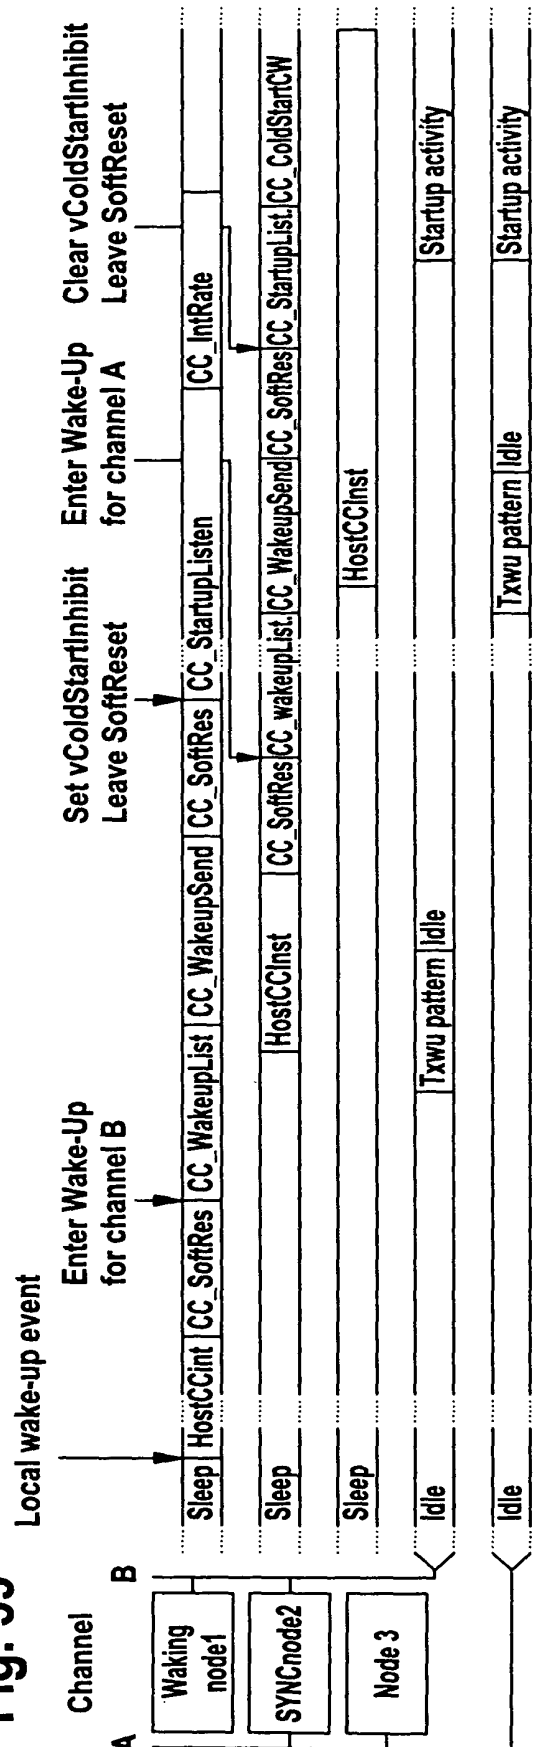 Fig.
Local wake-up event
Enter Wake-Up
for channel B
Set vColdStartInhibit
Leave SoftReset
Enter Wake-Up
for channel A
Clear vColdStartInhibit
Leave SoftReset
Channel
A
B
Waking
node1
Sleep HostCCint CC_SoftRes CC_WakeupList CC_WakeupSend CC_SoftRes CC_StartupListen CC_IntRate
SYNCnode2
Sleep HostCCInst CC_SoftRes CC_wakeupList. CC_WakeupSend CC_SoftRes CC_StartupList. CC_ColdStartCW
Node 3
Sleep HostCCInst
Idle Txwu pattern Idle Startup activity
Idle Txwu pattern Idle Startup activity